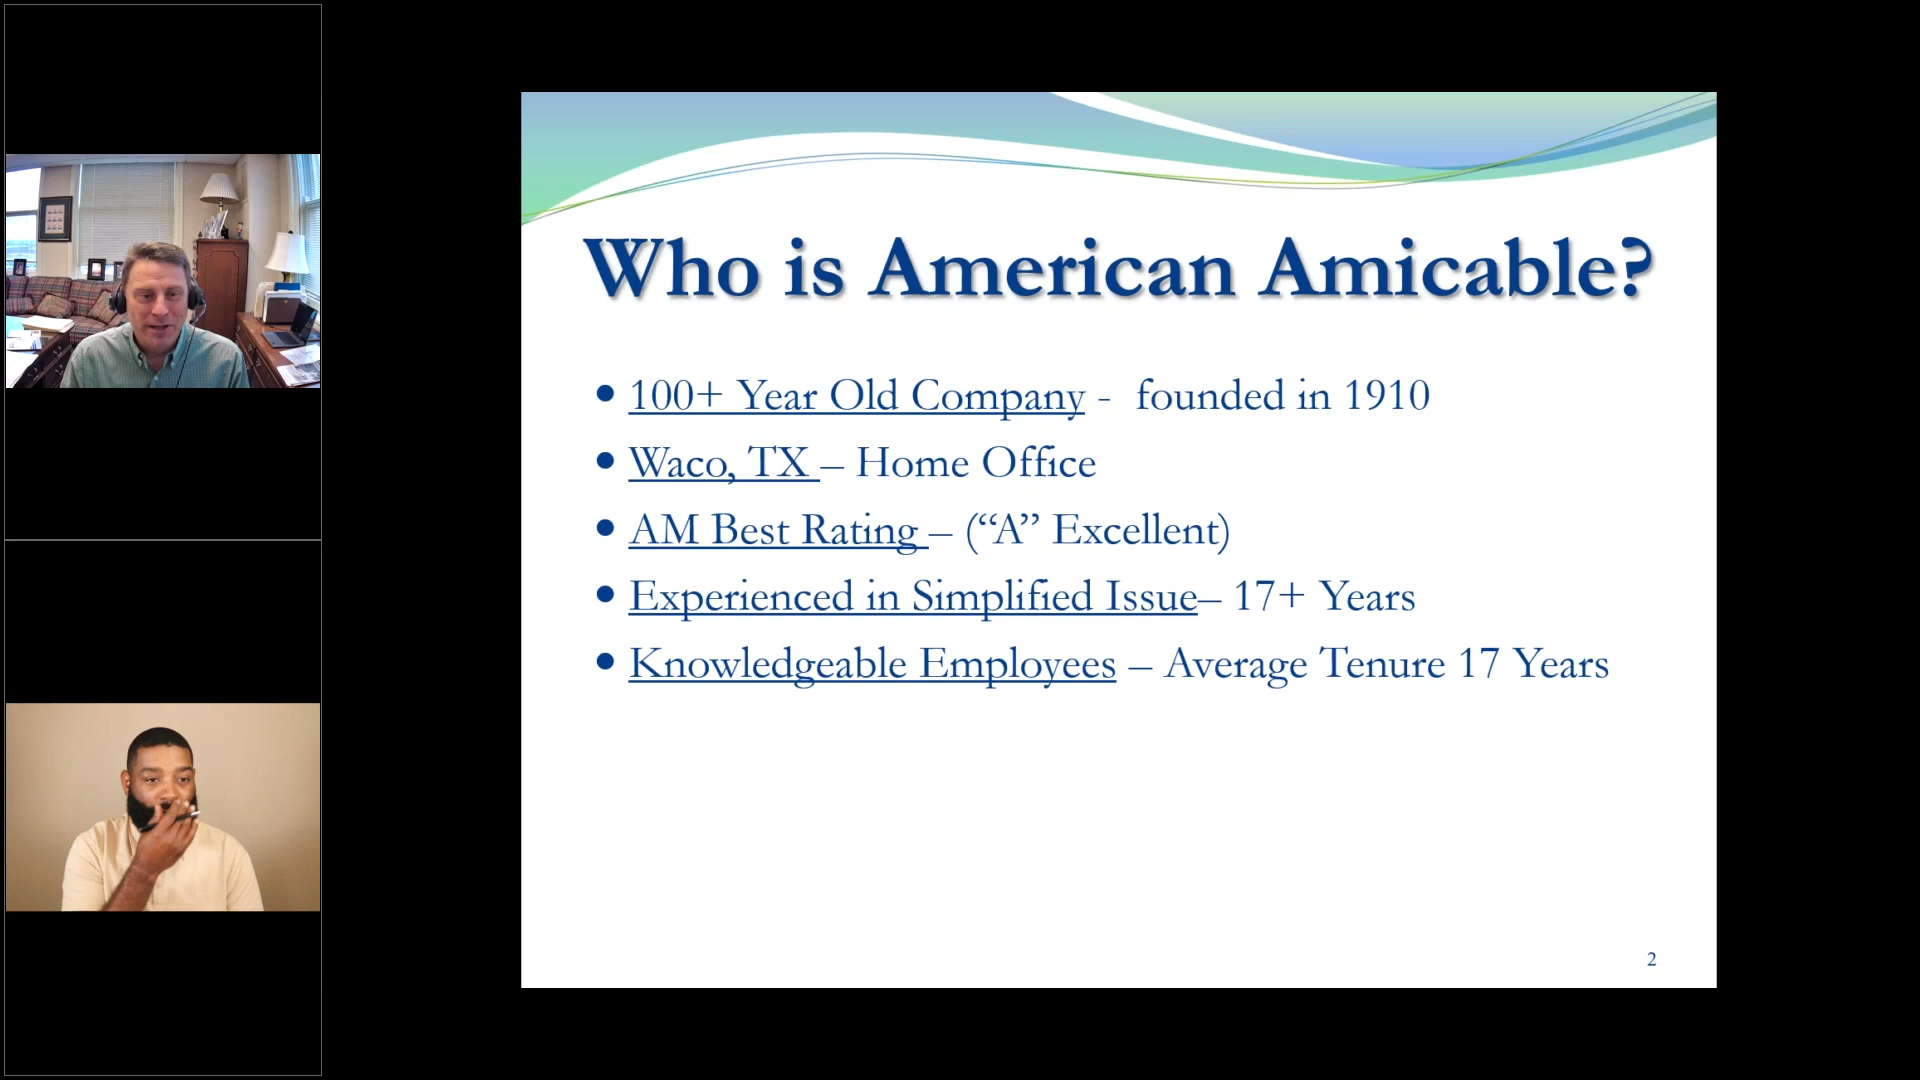 Who is American Amicable?
• 100+ Year Old Company -  founded in 1910
• Waco, TX – Home Office
• AM Best Rating – (“A” Excellent)
• Experienced in Simplified Issue– 17+ Years
• Knowledgeable Employees – Average Tenure 17 Years
2